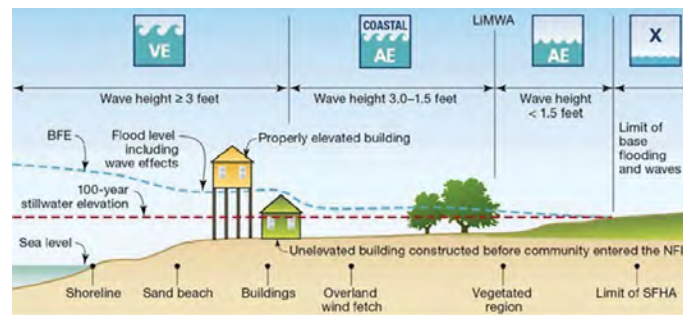 VE
COASTAL
AE
LiMWA
AE
X
Wave height ≥ 3 feet
Wave height 3.0–1.5 feet
Wave height
< 1.5 feet
Limit of
base
flooding
and waves
BFE
Flood level
including
wave effects
Properly elevated building
100-year
stillwater elevation
Sea level
Unelevated building constructed before community entered the NFI
Shoreline
Sand beach
Buildings
Overland
wind fetch
Vegetated
region
Limit of SFHA